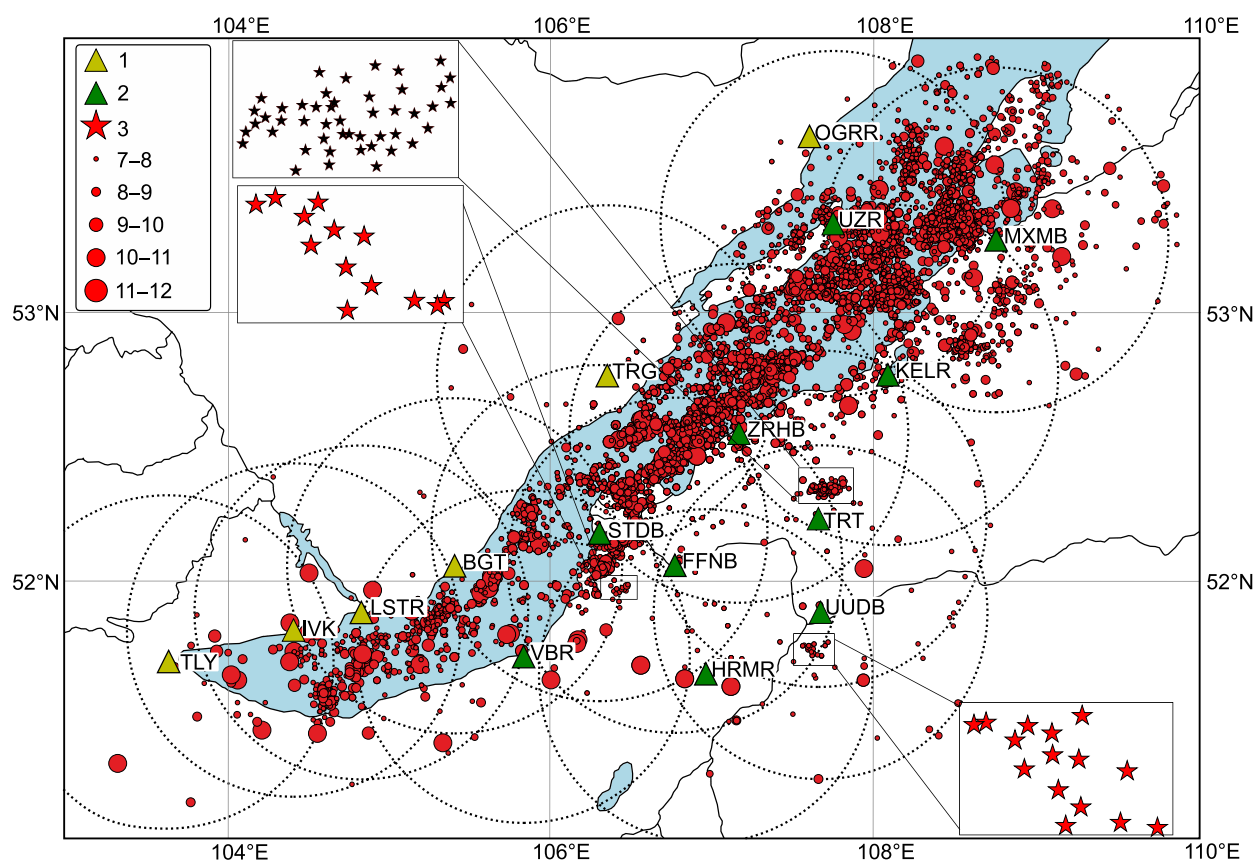 104°E 106°E 108°E 110°E
1
2
3
7–8
8–9
9–10
10–11
11–12
OGRR
UZR
MXMB
53°N 53°N
TRG
KELR
ZRHB
TRT
STDB
FFNB
BGT
52°N 52°N
LSTR
UUDB
IVK
TLY
VBR
HRMR
104°E 106°E 108°E 110°E